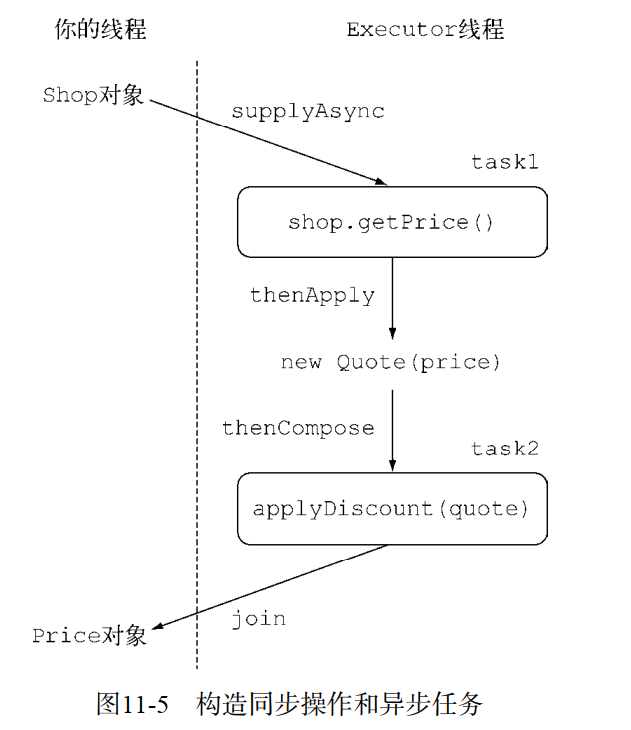 你的线程 Executor线程
Shop对象
supplyAsync
task1
shop.getPrice()
thenApply
new Quote(price)
thenCompose
task2
applyDiscount(quote)
join
Price对象
图11-5 构造同步操作和异步任务